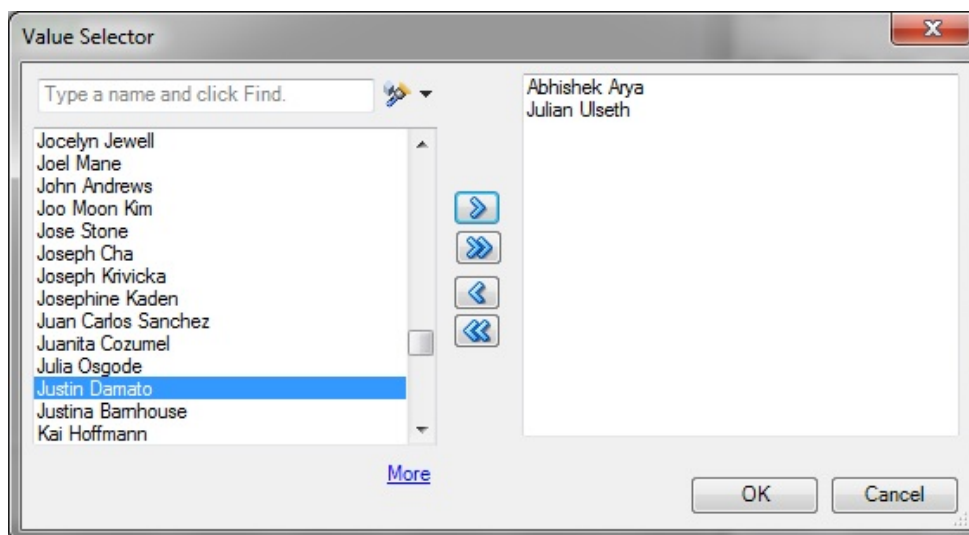 Value Selector
Type a name and click Find.
Jocelyn Jewell
Joel Mane
John Andrews
Joo Moon Kim
Jose Stone
Joseph Cha
Joseph Krivicka
Josephine Kaden
Juan Carlos Sanchez
Juanita Cozumel
Julia Osgode
Justin Damato
Justina Barnhouse
Kai Hoffmann
More
Abhishek Arya
Julian Ulseth
OK
Cancel